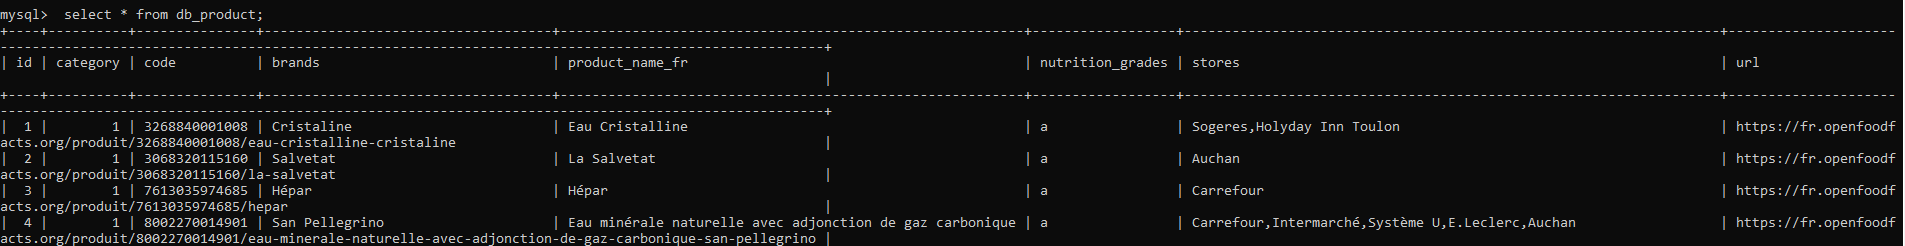 mysql>  select * from db_product;
+----+----------+---------------+------------------------------------+---------------------------------------------------------+------------------+------------------------------------------------------------------+---------------------
-----------------------------------------------------------------------------------------------------+
| id | category | code          | brands                             | product_name_fr                                         | nutrition_grades | stores                                                           | url
|
+----+----------+---------------+------------------------------------+---------------------------------------------------------+------------------+------------------------------------------------------------------+---------------------
-----------------------------------------------------------------------------------------------------+
|  1 |        1 | 3268840001008 | Cristaline                         | Eau Cristalline                                         | a                | Sogeres,Holyday Inn Toulon                                       | https://fr.openfoodf
acts.org/produit/3268840001008/eau-cristalline-cristaline                                              |
|  2 |        1 | 3068320115160 | Salvetat                           | La Salvetat                                             | a                | Auchan                                                           | https://fr.openfoodf
acts.org/produit/3068320115160/la-salvetat                                                             |
|  3 |        1 | 7613035974685 | Hépar                              | Hépar                                                   | a                | Carrefour                                                        | https://fr.openfoodf
acts.org/produit/7613035974685/hepar                                                                   |
|  4 |        1 | 8002270014901 | San Pellegrino                     | Eau minérale naturelle avec adjonction de gaz carbonique | a                | Carrefour,Intermarché,Système U,E.Leclerc,Auchan                 | https://fr.openfoodf
acts.org/produit/8002270014901/eau-minerale-naturelle-avec-adjonction-de-gaz-carbonique-san-pellegrino |